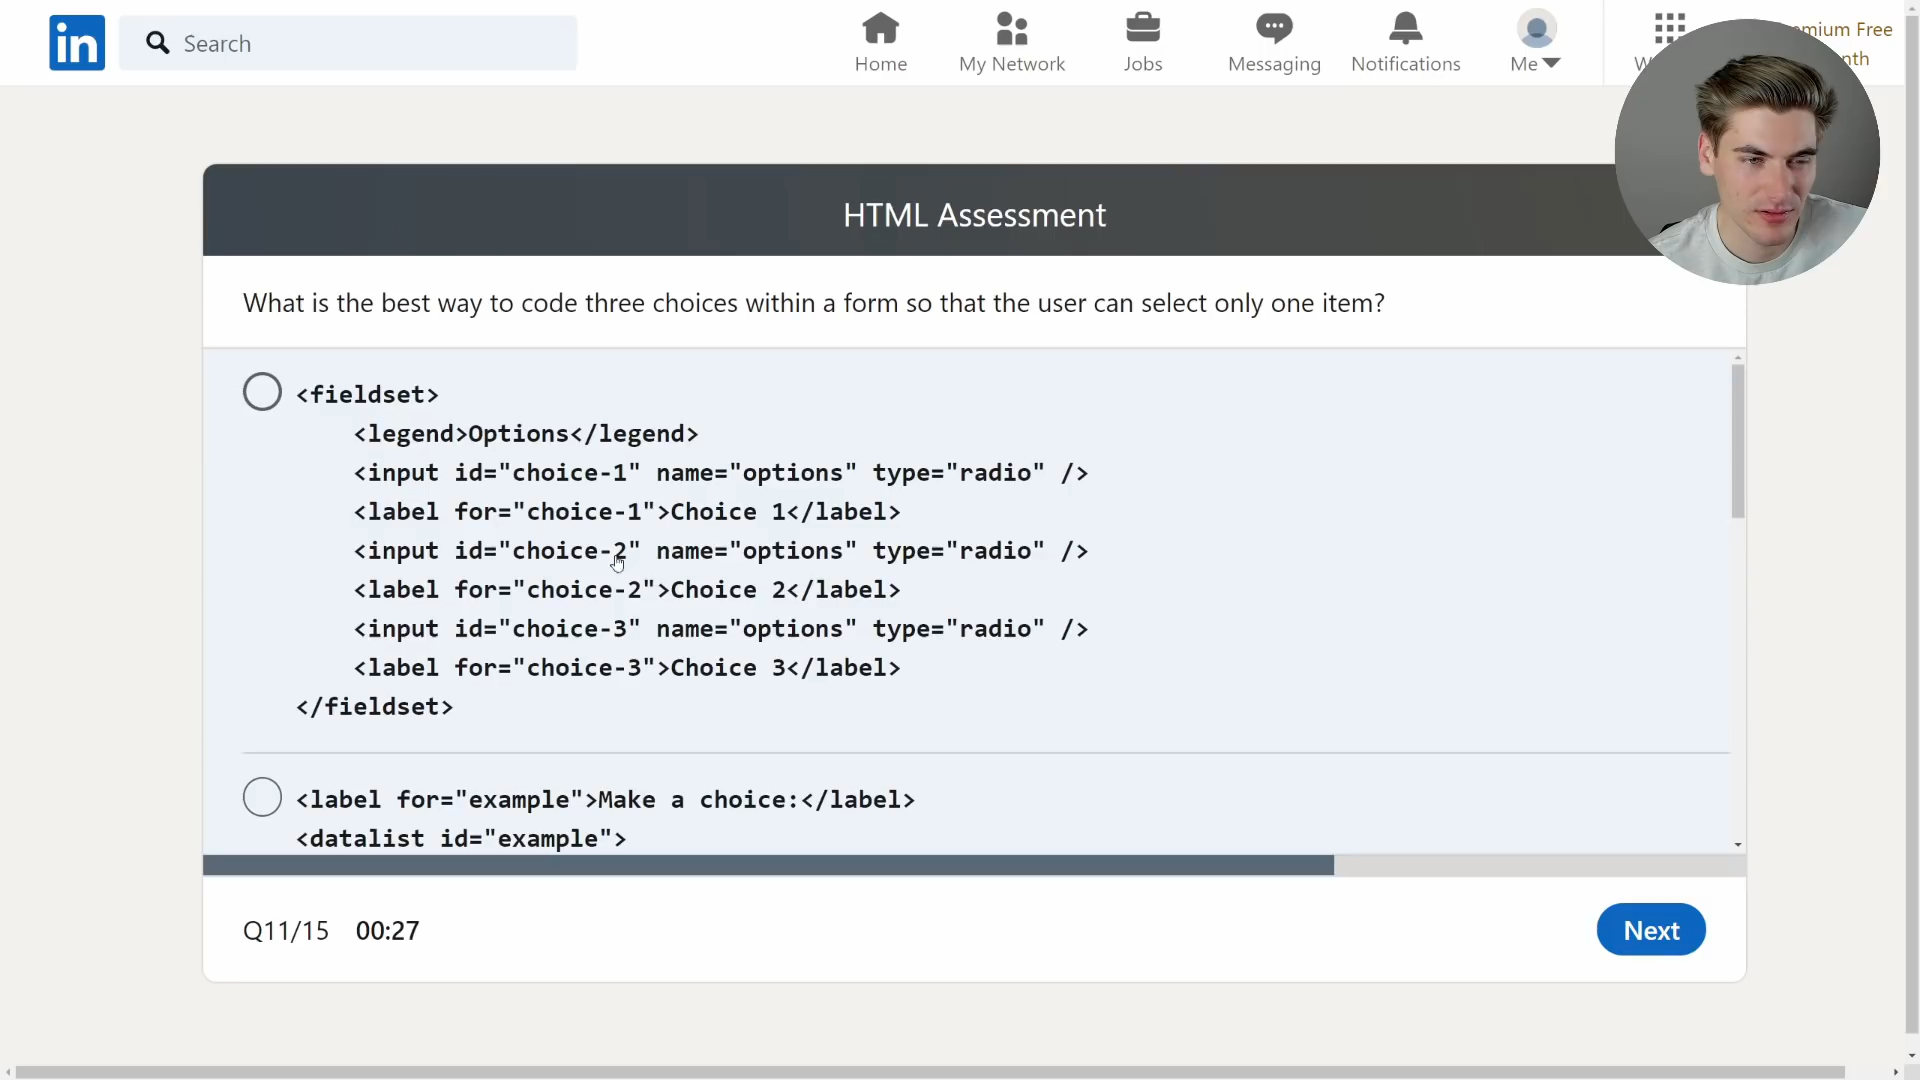 in
Search
Home
My Network
Jobs
Messaging
Notifications
Me
HTML Assessment
What is the best way to code three choices within a form so that the user can select only one item?
<fieldset>
<legend>Options</legend>
<input id="choice-1" name="options" type="radio" />
<label for="choice-1">Choice 1</label>
<input id="choice-2" name="options" type="radio" />
<label for="choice-2">Choice 2</label>
<input id="choice-3" name="options" type="radio" />
<label for="choice-3">Choice 3</label>
</fieldset>
<label for="example">Make a choice:</label>
<datalist id="example">
Q11/15 00:27
Next
Free